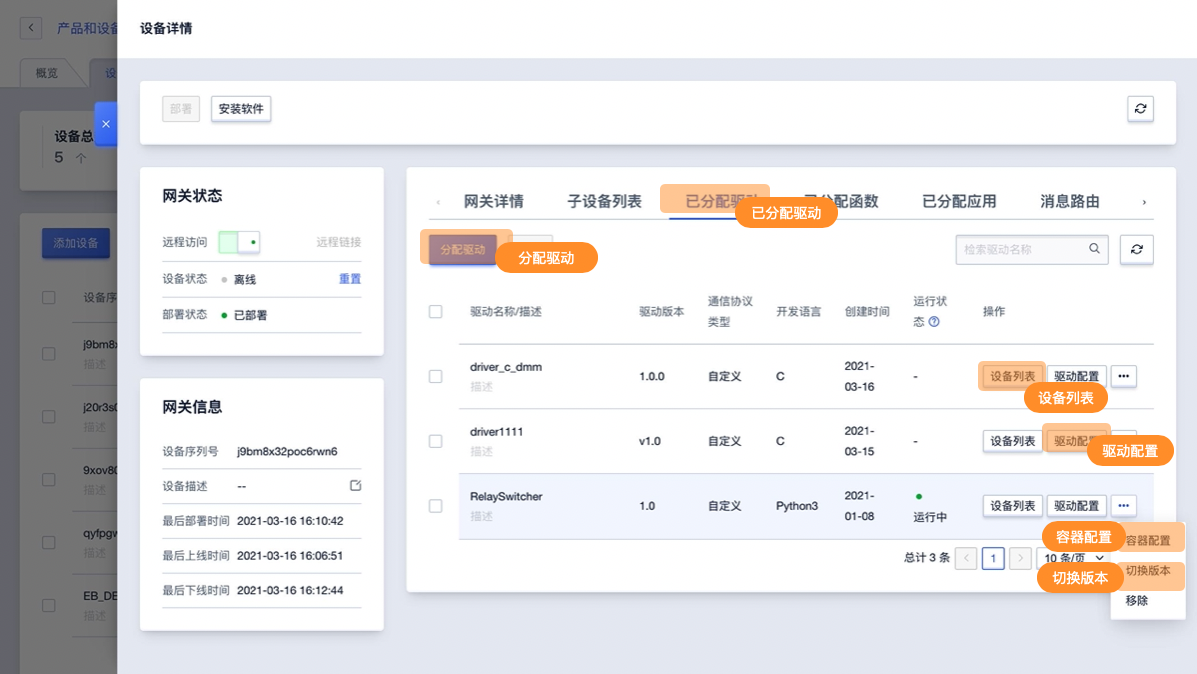 设备详情
产品和设备
概览
设备总
5 个
添加设备
设备序
j9bm8x
描述
j20r3s0
描述
9xov80
描述
qyfpgw
描述
EB_DE
描述
部署
安装软件
网关状态
远程访问
远程链接
设备状态
离线
重置
部署状态
已部署
网关信息
设备序列号
j9bm8x32poc6rwn6
设备描述
--
最后部署时间
2021-03-16 16:10:42
最后上线时间
2021-03-16 16:06:51
最后下线时间
2021-03-16 16:12:44
网关详情
子设备列表
已分配驱动
已分配函数
已分配应用
消息路由
已分配驱动
分配驱动
分配驱动
检索驱动名称
驱动名称/描述
驱动版本
通信协议
类型
开发语言
创建时间
运行状
态
操作
driver_c_dmm
描述
1.0.0
自定义
C
2021-
03-16
-
设备列表
驱动配置
设备列表
driver1111
描述
v1.0
自定义
C
2021-
03-15
-
设备列表
驱动配置
驱动配置
RelaySwitcher
描述
1.0
自定义
Python3
2021-
01-08
运行中
设备列表
驱动配置
总计 3 条
1
10 条/页
容器配置
容器配置
切换版本
切换版本
移除